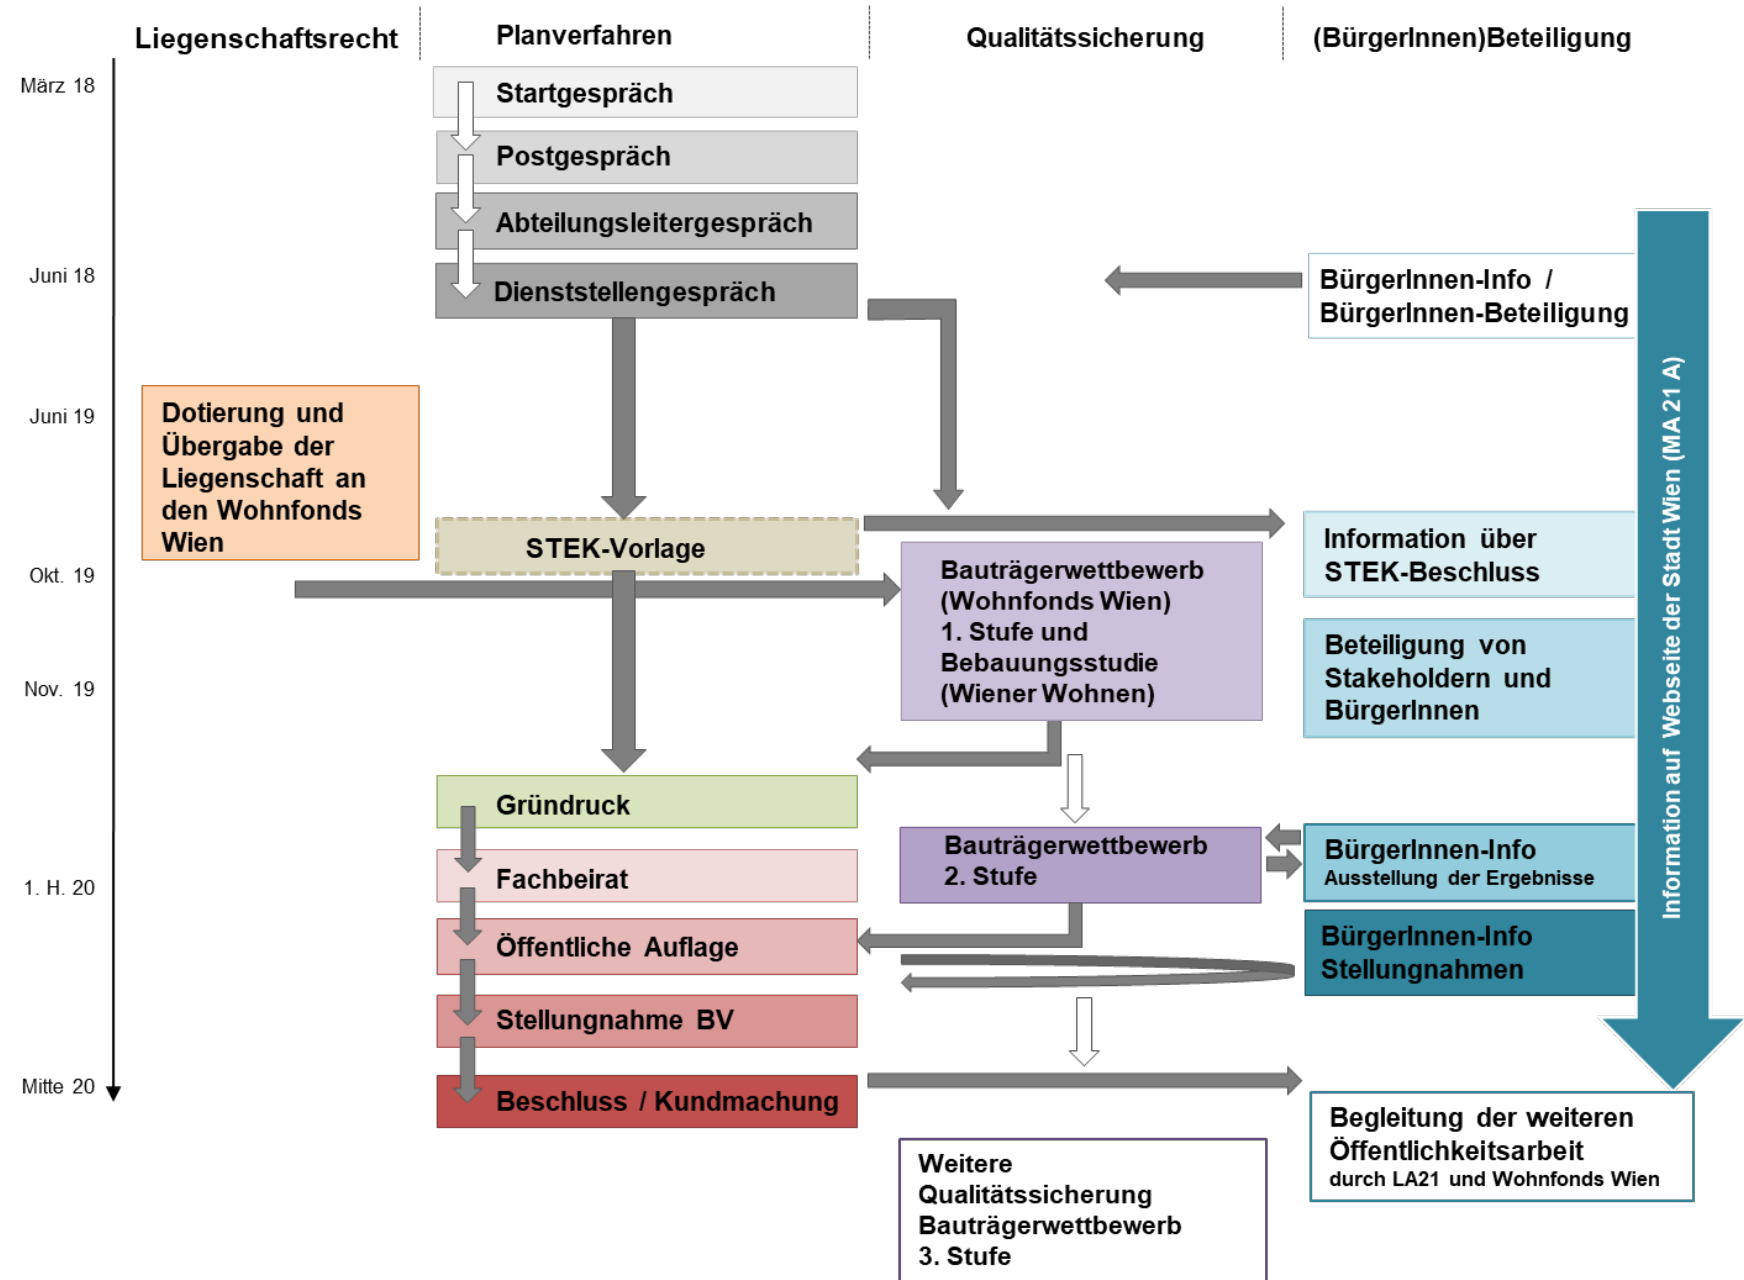 Liegenschaftsrecht
Planverfahren
Qualitätssicherung
(BürgerInnen)Beteiligung
März 18
Juni 18
Juni 19
Okt. 19
Nov. 19
1. H. 20
Mitte 20
Dotierung und
Übergabe der
Liegenschaft an
den Wohnfonds
Wien
Startgespräch
Postgespräch
Abteilungsleitergespräch
Dienststellengespräch
STEK-Vorlage
Gründruck
Fachbeirat
Öffentliche Auflage
Stellungnahme BV
Beschluss / Kundmachung
Bauträgerwettbewerb
(Wohnfonds Wien)
1. Stufe und
Bebauungsstudie
(Wiener Wohnen)
Bauträgerwettbewerb
2. Stufe
Weitere
Qualitätssicherung
Bauträgerwettbewerb
3. Stufe
BürgerInnen-Info /
BürgerInnen-Beteiligung
Information über
STEK-Beschluss
Beteiligung von
Stakeholdern und
BürgerInnen
BürgerInnen-Info
Ausstellung der Ergebnisse
BürgerInnen-Info
Stellungnahmen
Begleitung der weiteren
Öffentlichkeitsarbeit
durch LA21 und Wohnfonds Wien
Information auf Webseite der Stadt Wien (MA 21 A)